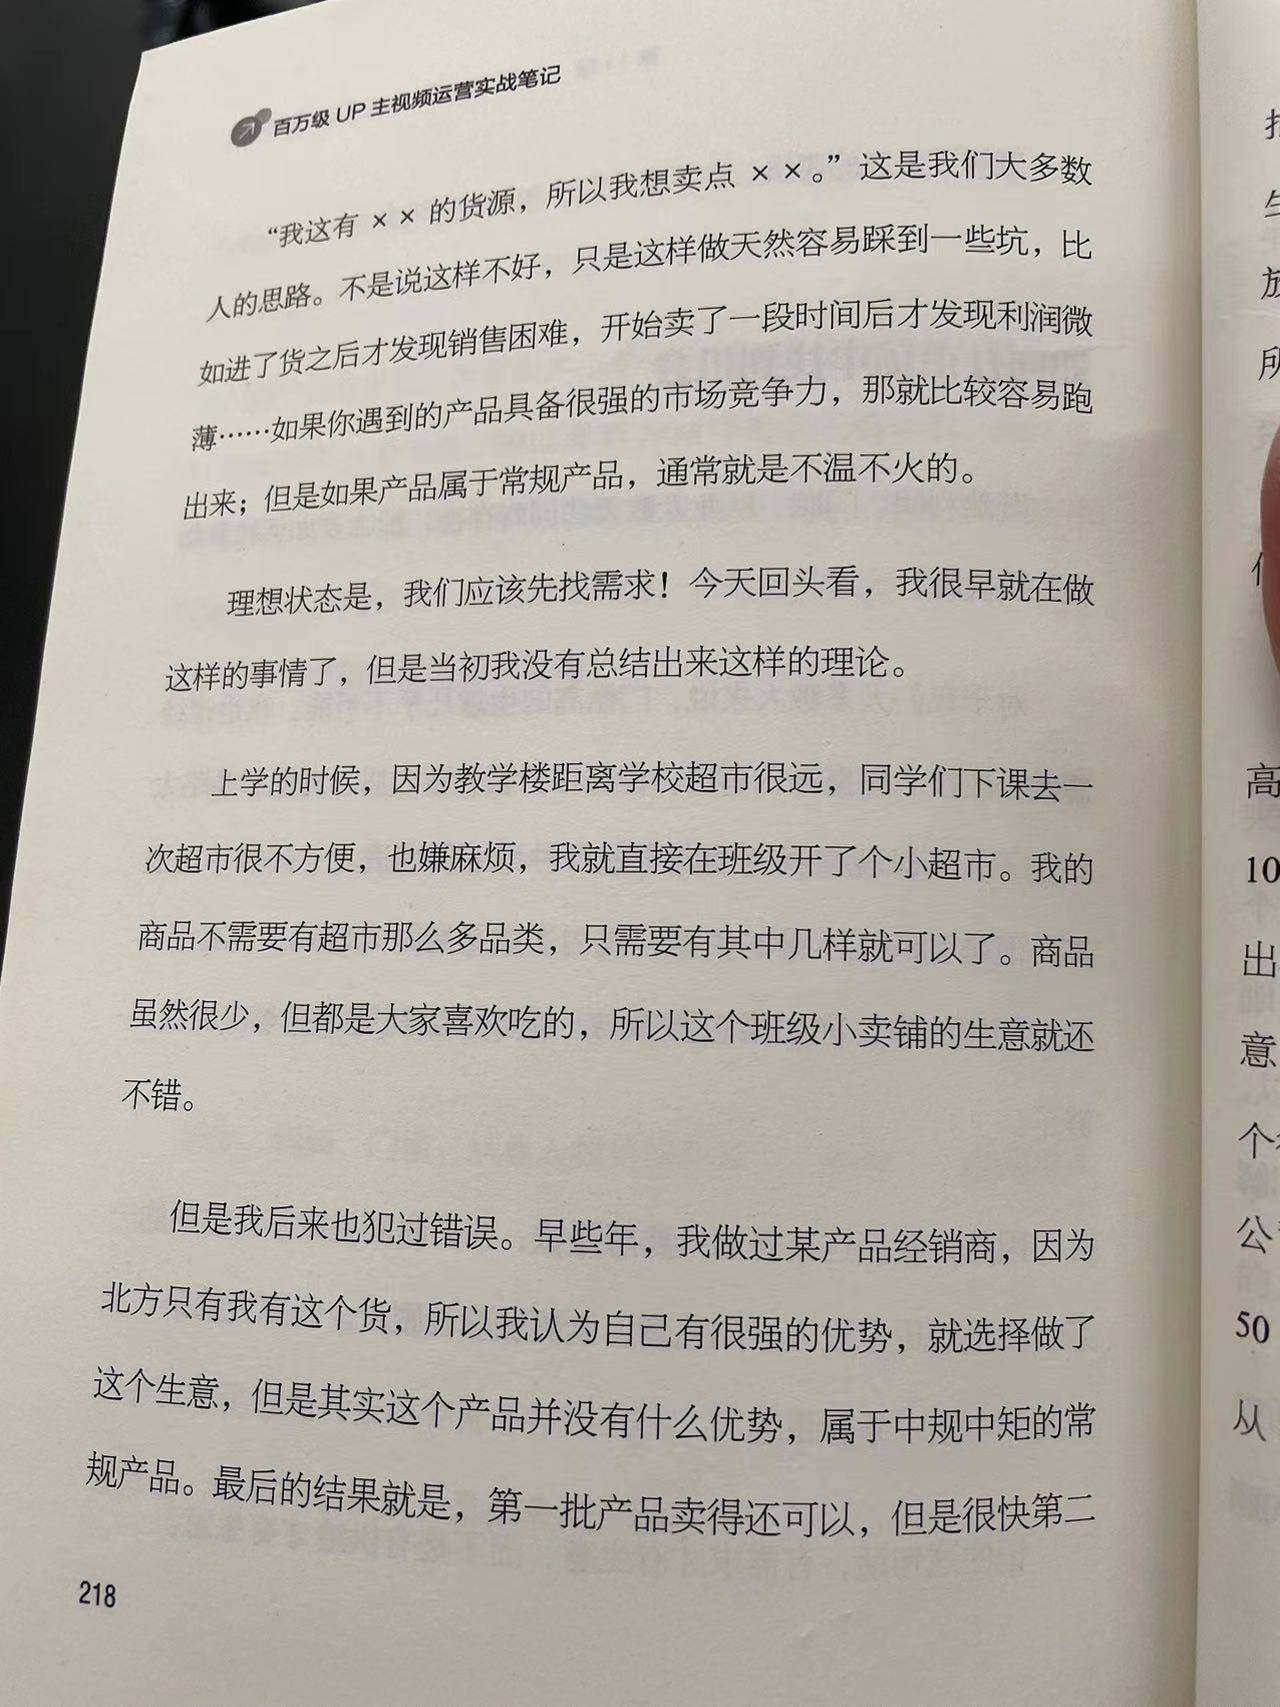 百万级 UP 主视频运营实战笔记
“我这有 × × 的货源，所以我想卖点 × ×。”这是我们大多数
人的思路。不是说这样不好，只是这样做天然容易踩到一些坑，比
如进了货之后才发现销售困难，开始卖了一段时间后才发现利润微
薄……如果你遇到的产品具备很强的市场竞争力，那就比较容易跑
出来；但是如果产品属于常规产品，通常就是不温不火的。
理想状态是，我们应该先找需求！今天回头看，我很早就在做
这样的事情了，但是当初我没有总结出来这样的理论。
上学的时候，因为教学楼距离学校超市很远，同学们下课去一
次超市很不方便，也嫌麻烦，我就直接在班级开了个小超市。我的
商品不需要有超市那么多品类，只需要有其中几样就可以了。商品
虽然很少，但都是大家喜欢吃的，所以这个班级小卖铺的生意就还
不错。
但是我后来也犯过错误。早些年，我做过某产品经销商，因为
北方只有我有这个货，所以我认为自己有很强的优势，就选择做了
这个生意，但是其实这个产品并没有什么优势，属于中规中矩的常
规产品。最后的结果就是，第一批产品卖得还可以，但是很快第二
218
高
10
出
意
个
公
50
从